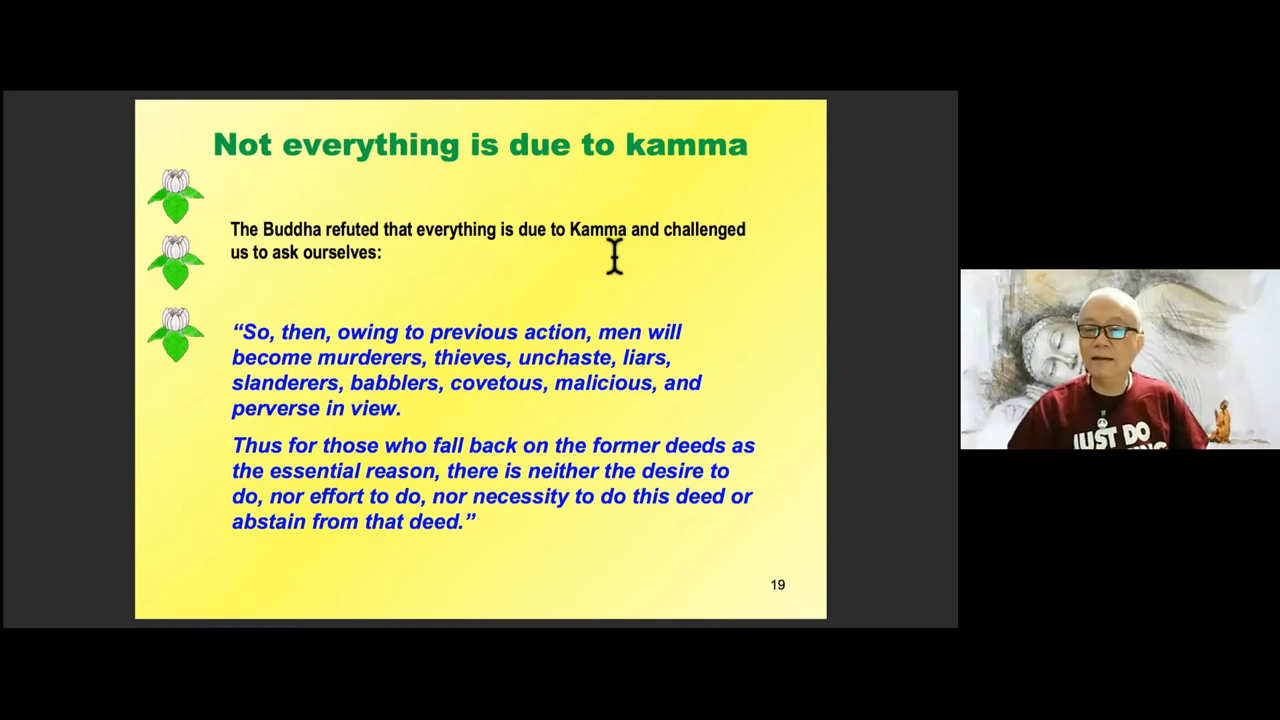 Not everything is due to kamma
The Buddha refuted that everything is due to Kamma and challenged
us to ask ourselves:
“So, then, owing to previous action, men will
become murderers, thieves, unchaste, liars,
slanderers, babblers, covetous, malicious, and
perverse in view.
Thus for those who fall back on the former deeds as
the essential reason, there is neither the desire to
do, nor effort to do, nor necessity to do this deed or
abstain from that deed.”
19
JUST DO